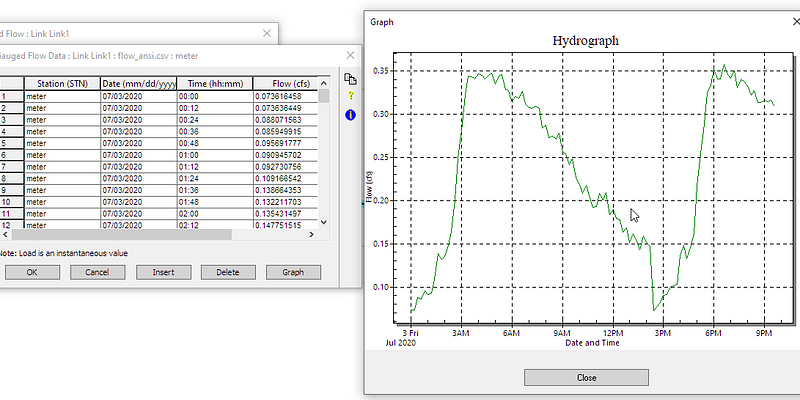 d Flow : Link Link1
Gauged Flow Data : Link Link1 : flow_ansi.csv : meter
Station (STN) Date (mm/dd/yyyy Time (hh:mm) Flow (cfs)
1 meter 07/03/2020 00:00 0.073616458
2 meter 07/03/2020 00:12 0.073636449
3 meter 07/03/2020 00:24 0.088071563
4 meter 07/03/2020 00:36 0.085949915
5 meter 07/03/2020 00:48 0.095691777
6 meter 07/03/2020 01:00 0.090945702
7 meter 07/03/2020 01:12 0.092730756
8 meter 07/03/2020 01:24 0.109166542
9 meter 07/03/2020 01:36 0.138664353
10 meter 07/03/2020 01:48 0.132211703
11 meter 07/03/2020 02:00 0.135431497
12 meter 07/03/2020 02:12 0.147751515
Note: Load is an instantaneous value
OK Cancel Insert Delete Graph
Graph
Hydrograph
0.35
0.30
0.25
0.20
0.15
0.10
Flow (cfs)
3 Fri 3AM 6AM 9AM 12PM 3PM 6PM 9PM
Jul 2020
Date and Time
Close